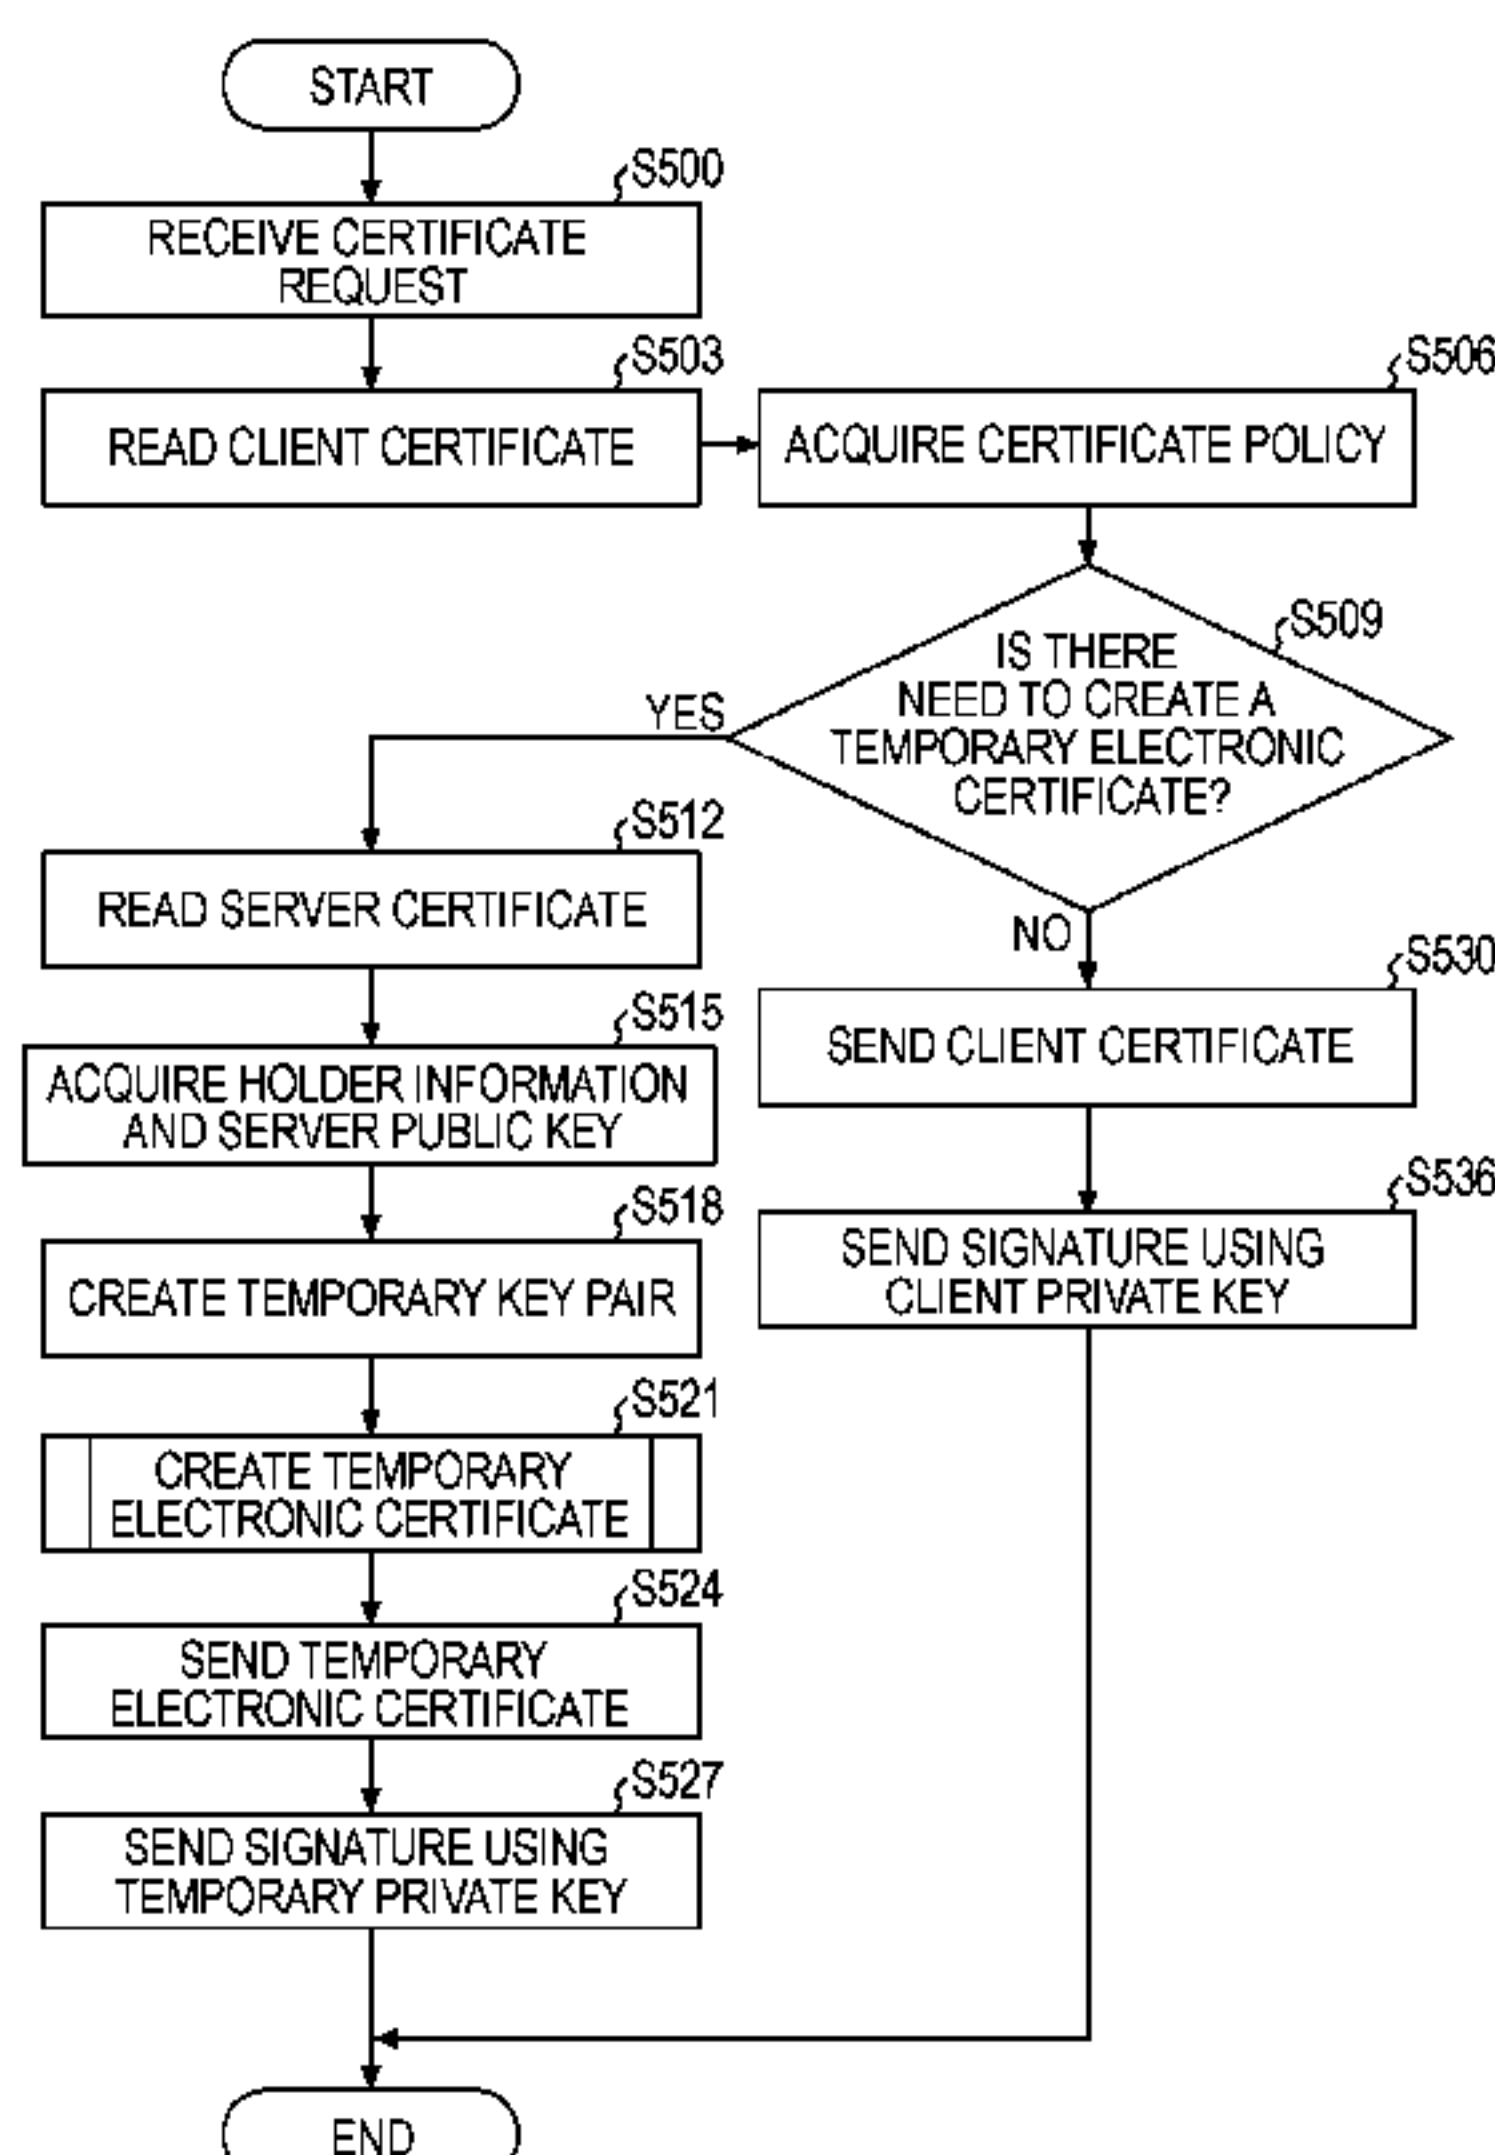 START
S500
RECEIVE CERTIFICATE
REQUEST
S503
READ CLIENT CERTIFICATE
S506
ACQUIRE CERTIFICATE POLICY
S509
IS THERE
NEED TO CREATE A
TEMPORARY ELECTRONIC
CERTIFICATE?
YES
S512
READ SERVER CERTIFICATE
S515
ACQUIRE HOLDER INFORMATION
AND SERVER PUBLIC KEY
S518
CREATE TEMPORARY KEY PAIR
S521
CREATE TEMPORARY
ELECTRONIC CERTIFICATE
S524
SEND TEMPORARY
ELECTRONIC CERTIFICATE
S527
SEND SIGNATURE USING
TEMPORARY PRIVATE KEY
NO
S530
SEND CLIENT CERTIFICATE
S536
SEND SIGNATURE USING
CLIENT PRIVATE KEY
END